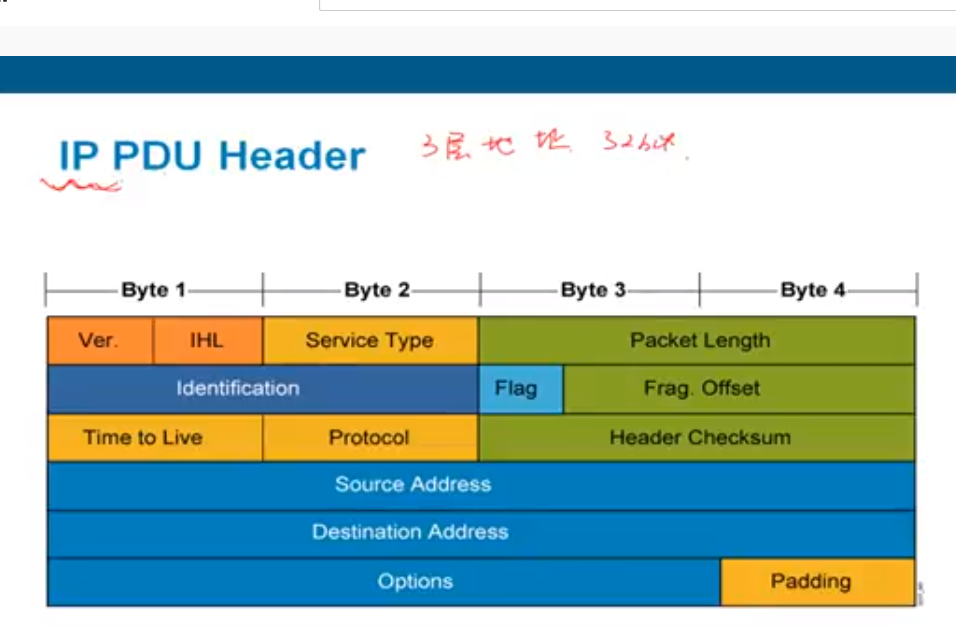 IP PDU Header 3层地址 32bit.
Byte 1 Byte 2 Byte 3 Byte 4
Ver. IHL Service Type Packet Length
Identification Flag Frag. Offset
Time to Live Protocol Header Checksum
Source Address
Destination Address
Options Padding